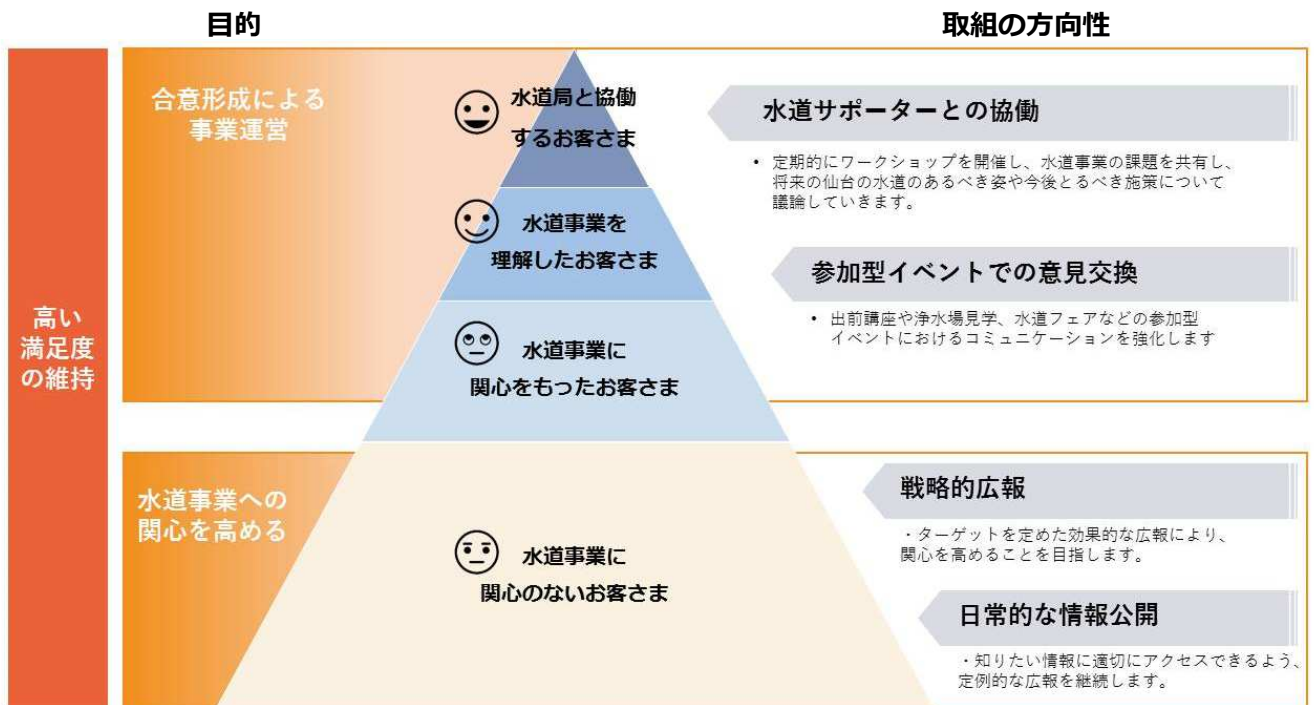 目的
取組の方向性
高い
満足度
の維持
合意形成による
事業運営
水道局と協働
するお客さま
水道事業を
理解したお客さま
水道事業に
関心をもったお客さま
水道サポーターとの協働
• 定期的にワークショップを開催し、水道事業の課題を共有し、
将来の仙台の水道のあるべき姿や今後とるべき施策について
議論していきます。
参加型イベントでの意見交換
• 出前講座や浄水場見学、水道フェアなどの参加型
イベントにおけるコミュニケーションを強化します
水道事業への
関心を高める
水道事業に
関心のないお客さま
戦略的広報
・ターゲットを定めた効果的な広報により、
関心を高めることを目指します。
日常的な情報公開
・知りたい情報に適切にアクセスできるよう、
定例的な広報を継続します。